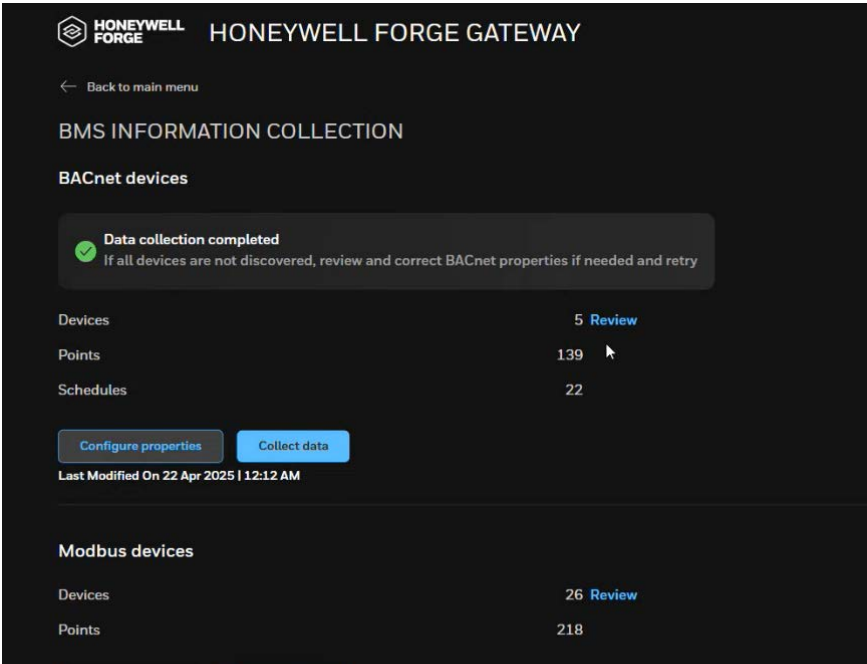 HONEYWELL FORGE
HONEYWELL FORGE GATEWAY
← Back to main menu
BMS INFORMATION COLLECTION
BACnet devices
Data collection completed
If all devices are not discovered, review and correct BACnet properties if needed and retry
Devices 5 Review
Points 139
Schedules 22
Configure properties Collect data
Last Modified On 22 Apr 2025 | 12:12 AM
Modbus devices
Devices 26 Review
Points 218